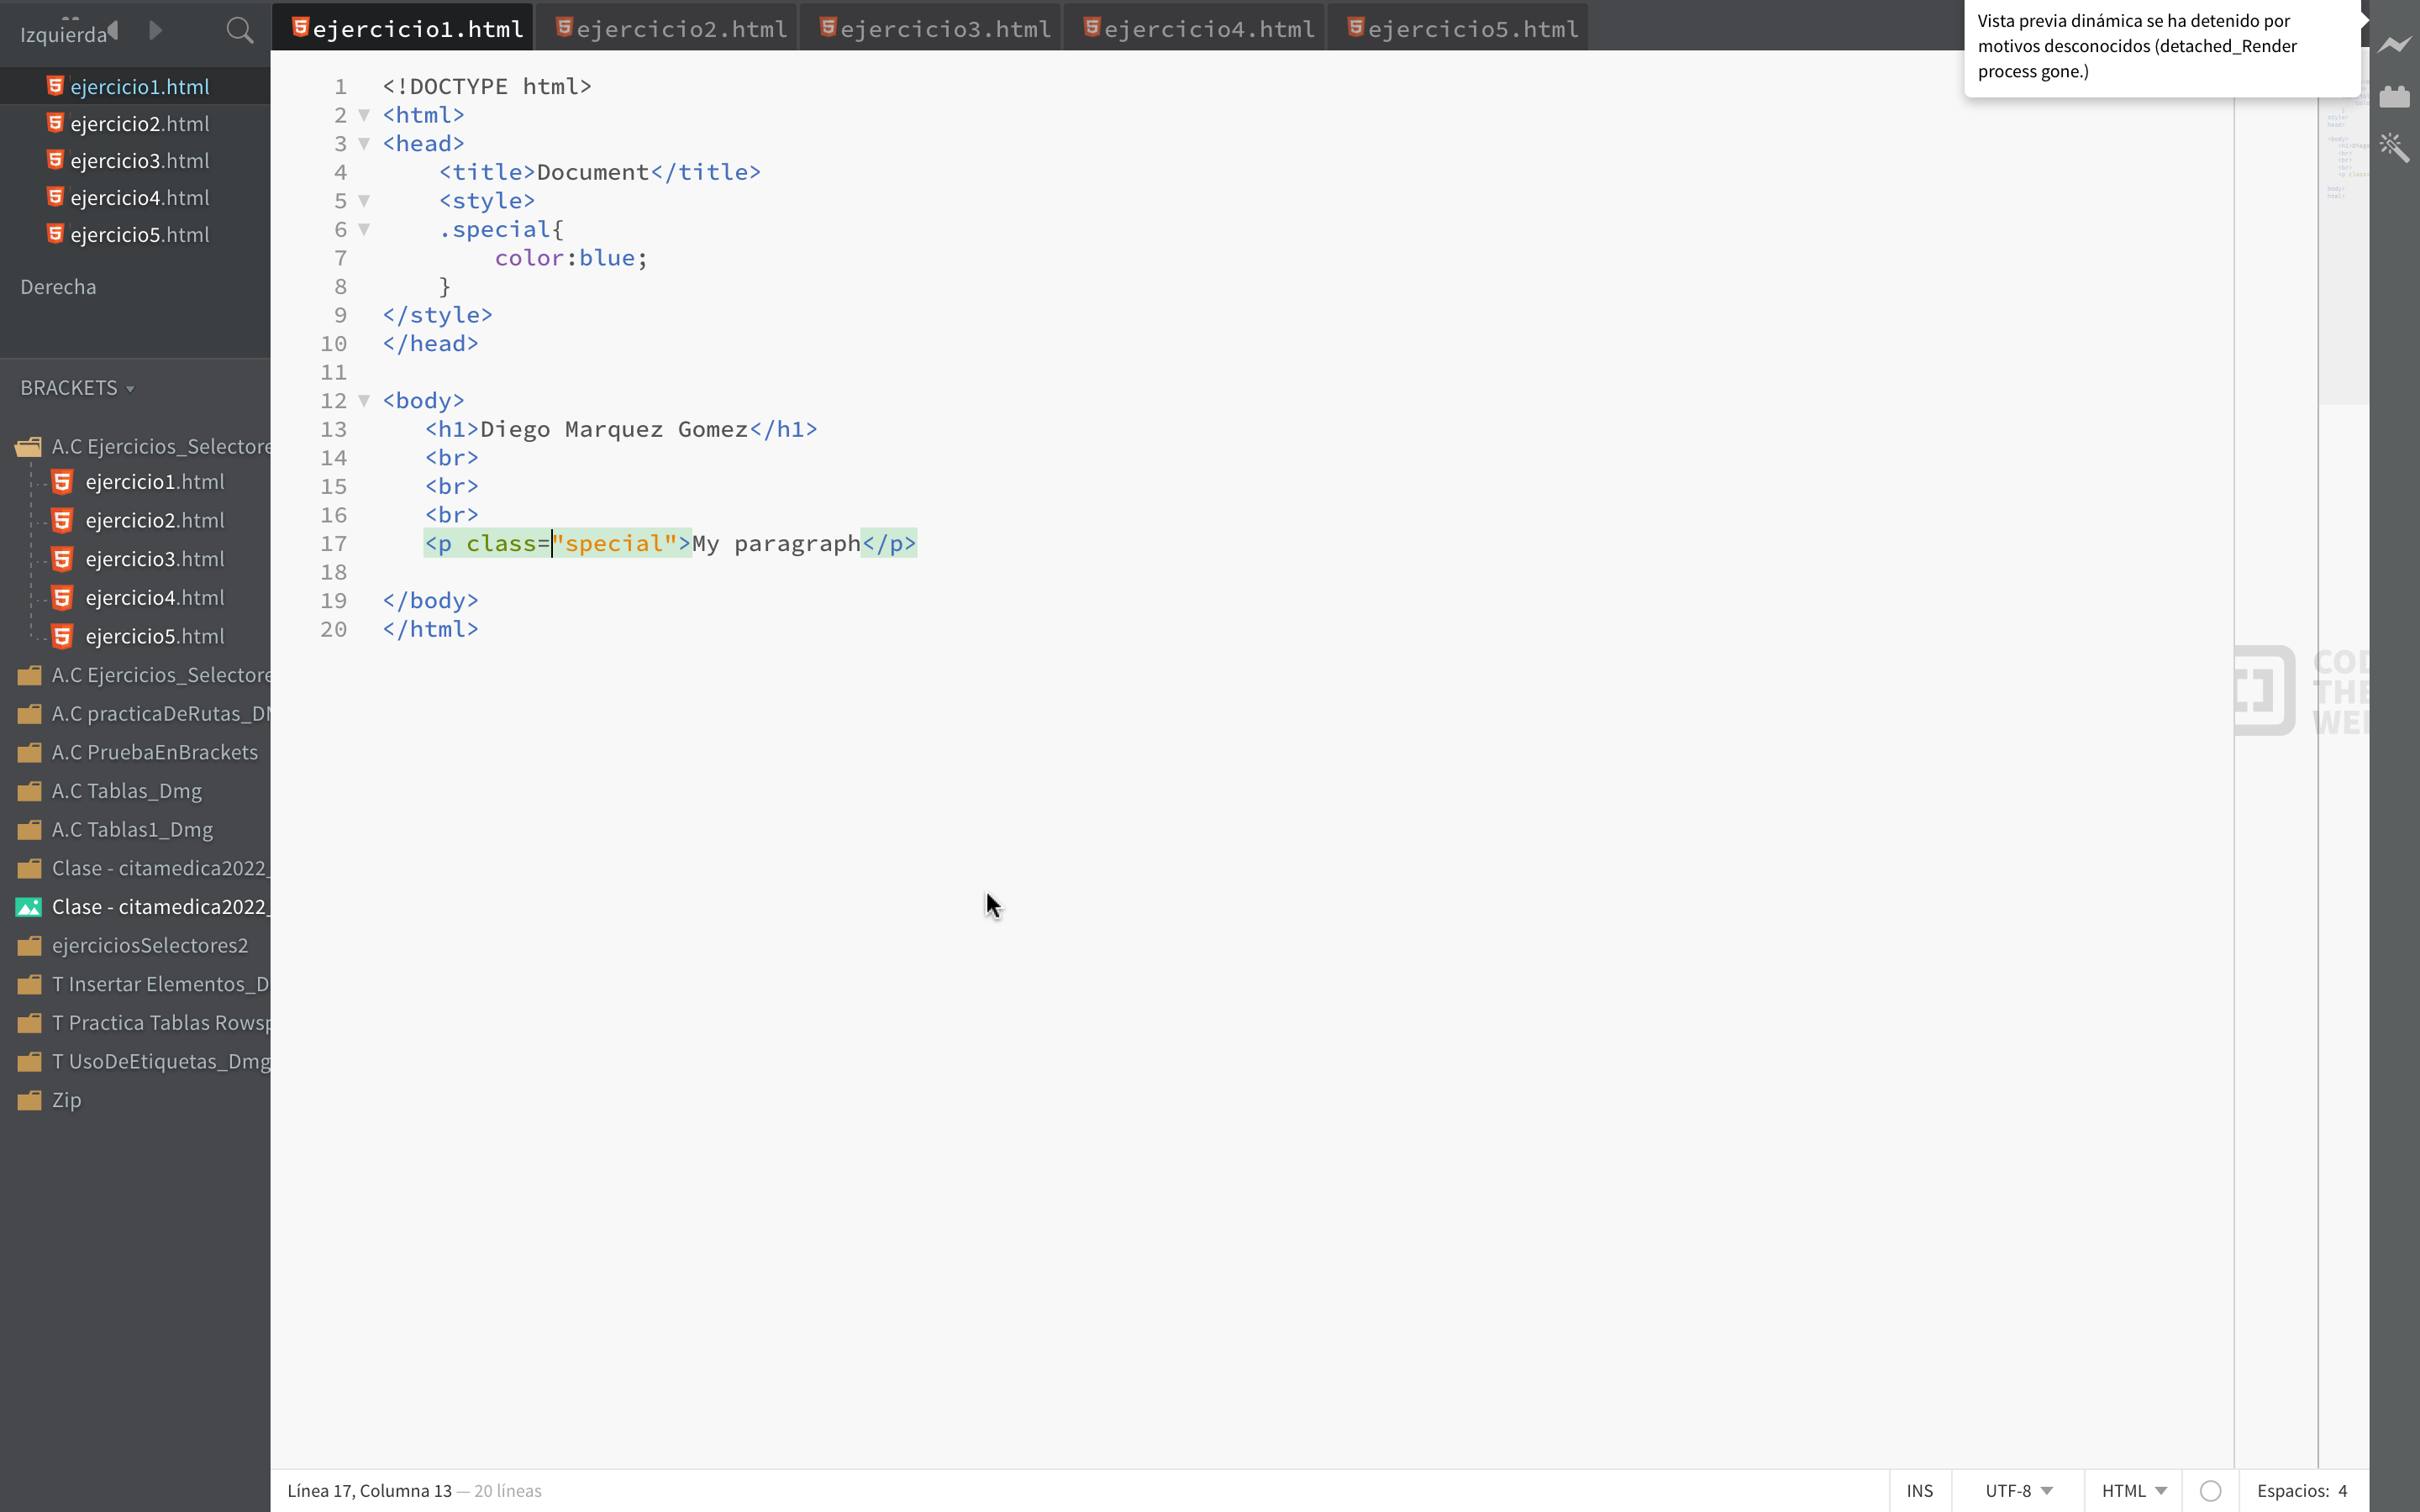 Izquierda
ejercicio1.html
ejercicio2.html
ejercicio3.html
ejercicio4.html
ejercicio5.html
Derecha
BRACKETS
A.C Ejercicios_Selectore
ejercicio1.html
ejercicio2.html
ejercicio3.html
ejercicio4.html
ejercicio5.html
A.C Ejercicios_Selectore
A.C practicaDeRutas_D
A.C PruebaEnBrackets
A.C Tablas_Dmg
A.C Tablas1_Dmg
Clase - citamedica2022_
Clase - citamedica2022_
ejerciciosSelectores2
T Insertar Elementos_D
T Practica Tablas Rowsp
T UsoDeEtiquetas_Dmg
Zip
ejercicio1.html ejercicio2.html ejercicio3.html ejercicio4.html ejercicio5.html
Vista previa dinámica se ha detenido por
motivos desconocidos (detached_Render
process gone.)
1 <!DOCTYPE html>
2 <html>
3 <head>
4     <title>Document</title>
5     <style>
6     .special{
7         color:blue;
8     }
9 </style>
10 </head>
11
12 <body>
13    <h1>Diego Marquez Gomez</h1>
14    <br>
15    <br>
16    <br>
17    <p class="special">My paragraph</p>
18
19 </body>
20 </html>
COD
THE
WE
Línea 17, Columna 13 — 20 líneas INS UTF-8 HTML Espacios: 4